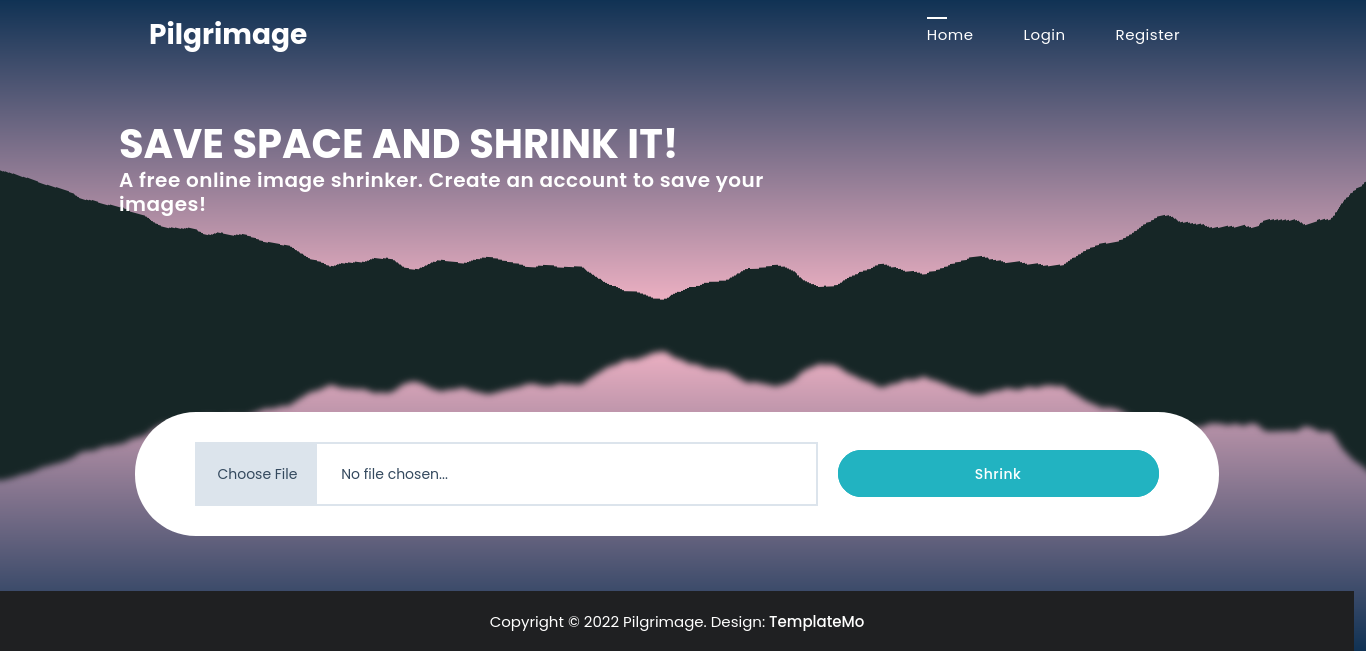 Pilgrimage
Home Login Register
SAVE SPACE AND SHRINK IT!
A free online image shrinker. Create an account to save your
images!
Choose File No file chosen... Shrink
Copyright © 2022 Pilgrimage. Design: TemplateMo